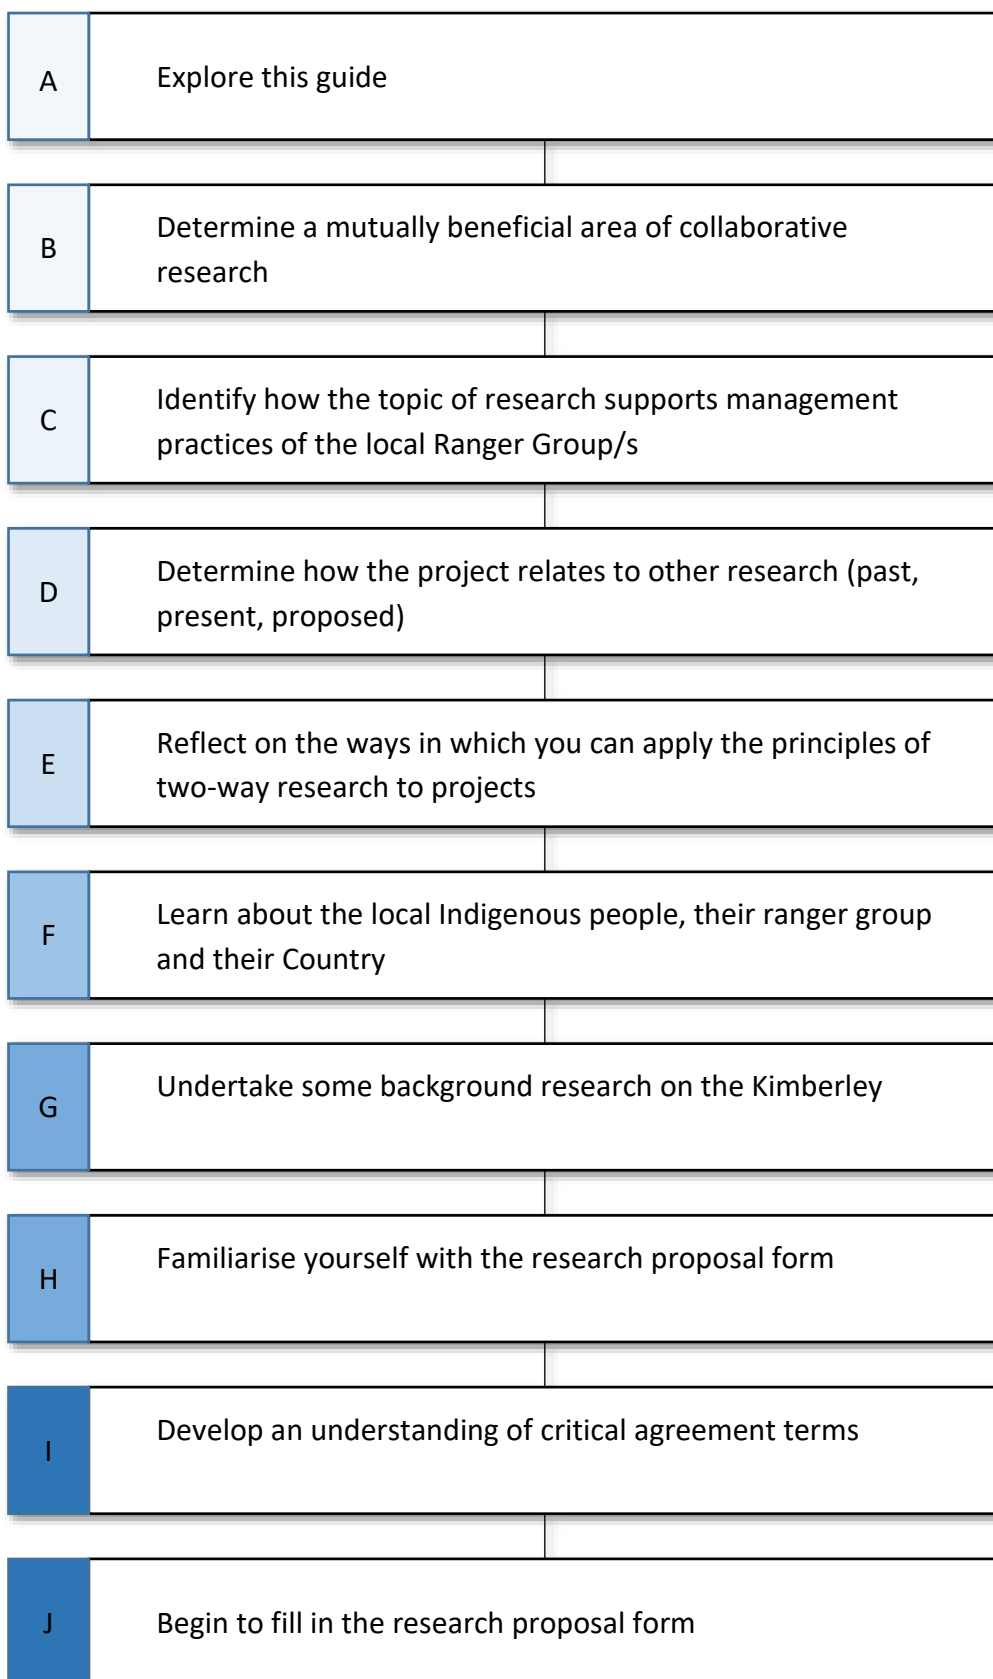 A
Explore this guide
B
Determine a mutually beneficial area of collaborative
research
C
Identify how the topic of research supports management
practices of the local Ranger Group/s
D
Determine how the project relates to other research (past,
present, proposed)
E
Reflect on the ways in which you can apply the principles of
two-way research to projects
F
Learn about the local Indigenous people, their ranger group
and their Country
G
Undertake some background research on the Kimberley
H
Familiarise yourself with the research proposal form
I
Develop an understanding of critical agreement terms
J
Begin to fill in the research proposal form